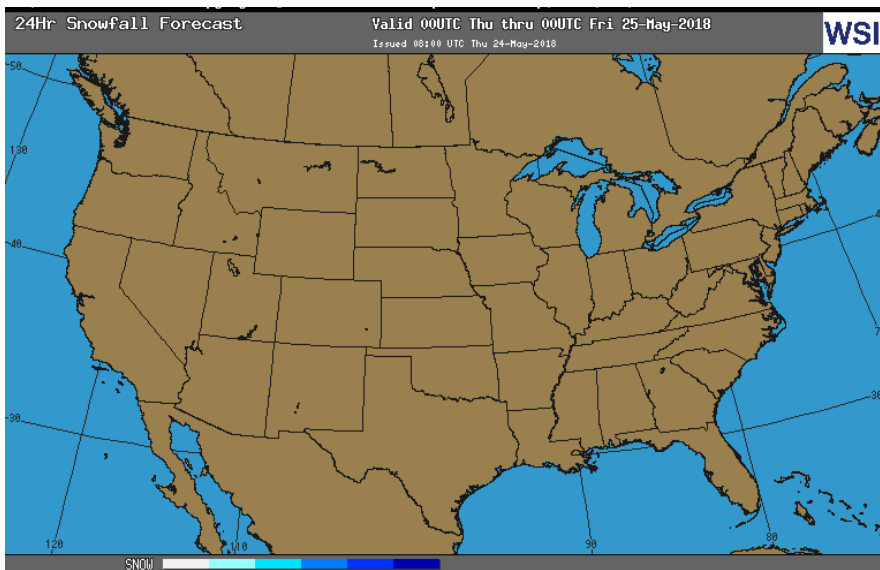 24Hr Snowfall Forecast
Valid 00UTC Thu thru 00UTC Fri 25-May-2018
Issued 08:00 UTC Thu 24-May-2018
WSI
50
130
40
30
120
110
90
80
SNOW